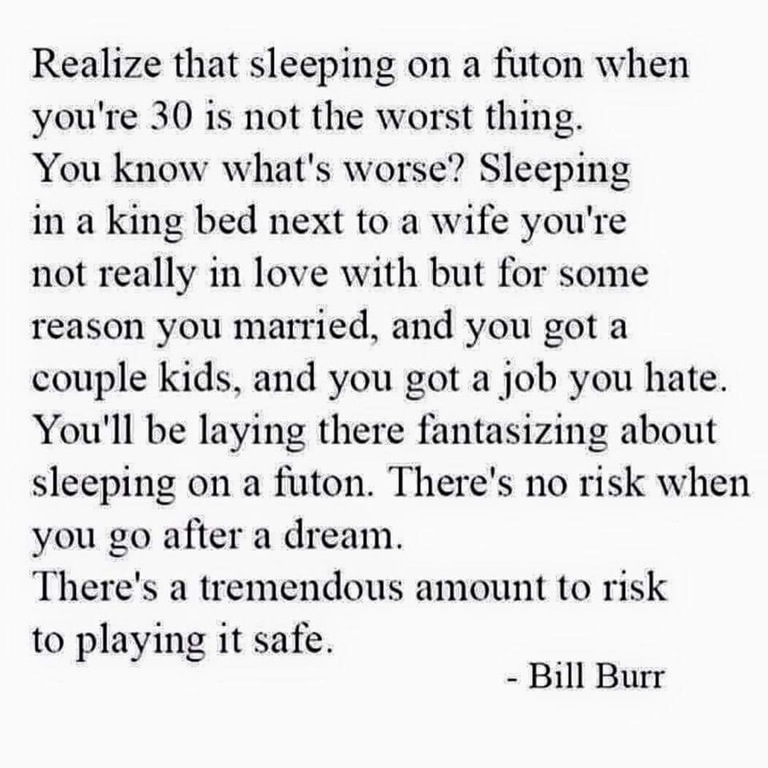 Realize that sleeping on a futon when
you're 30 is not the worst thing.
You know what's worse? Sleeping
in a king bed next to a wife you're
not really in love with but for some
reason you married, and you got a
couple kids, and you got a job you hate.
You'll be laying there fantasizing about
sleeping on a futon. There's no risk when
you go after a dream.
There's a tremendous amount to risk
to playing it safe.
- Bill Burr